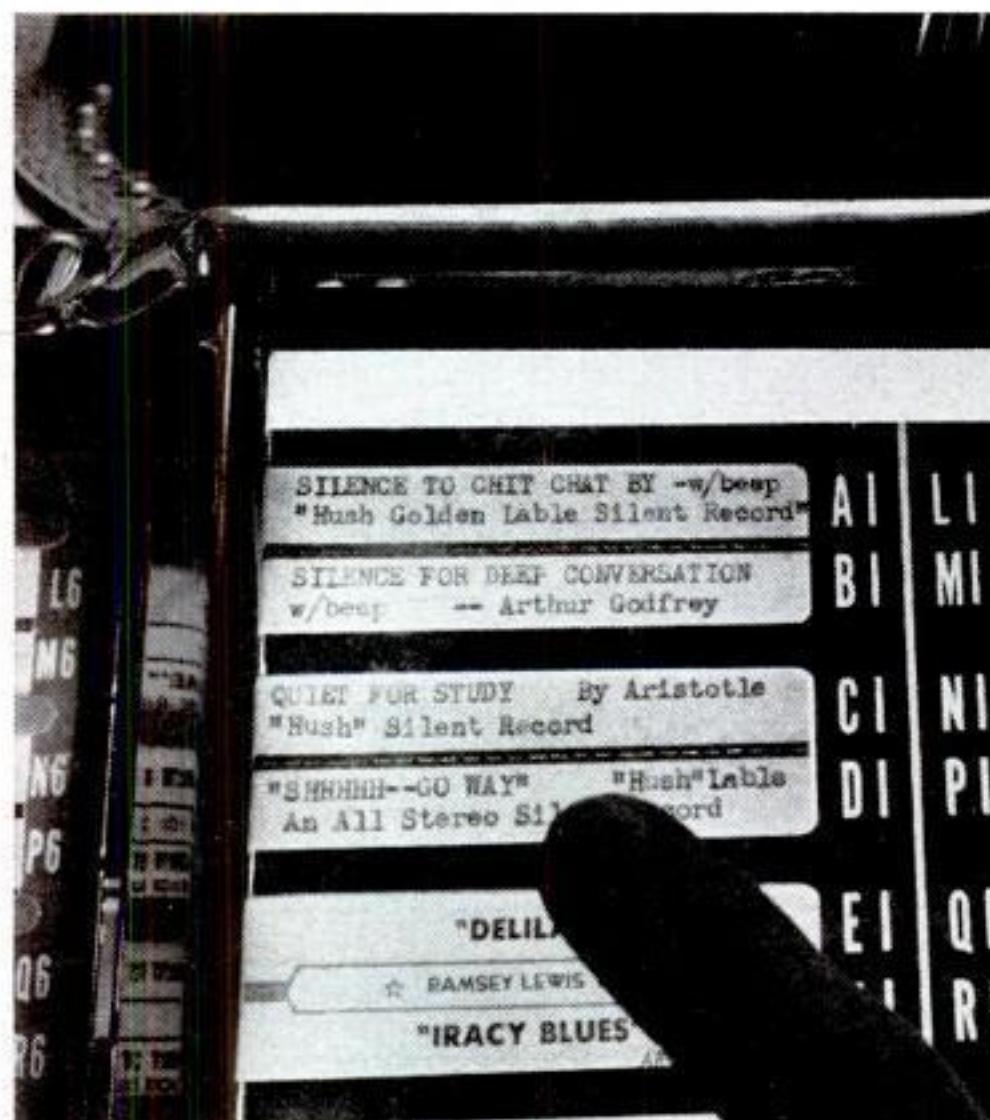 SILENCE TO CHIT CHAT BY -w/beep
"Hush Golden Lable Silent Record"
A1
L1
SILENCE FOR DEEP CONVERSATION
w/beep -- Arthur Godfrey
B1
M1
QUIET FOR STUDY By Aristotle
"Hush" Silent Record
C1
N1
"SHHHHH--GO WAY" "Hush"Lable
An All Stereo
D1
P1
E1
RAMSEY LEWIS
"IRACY BLUES"
R
L6
M6
N6
P6
Q6
R6